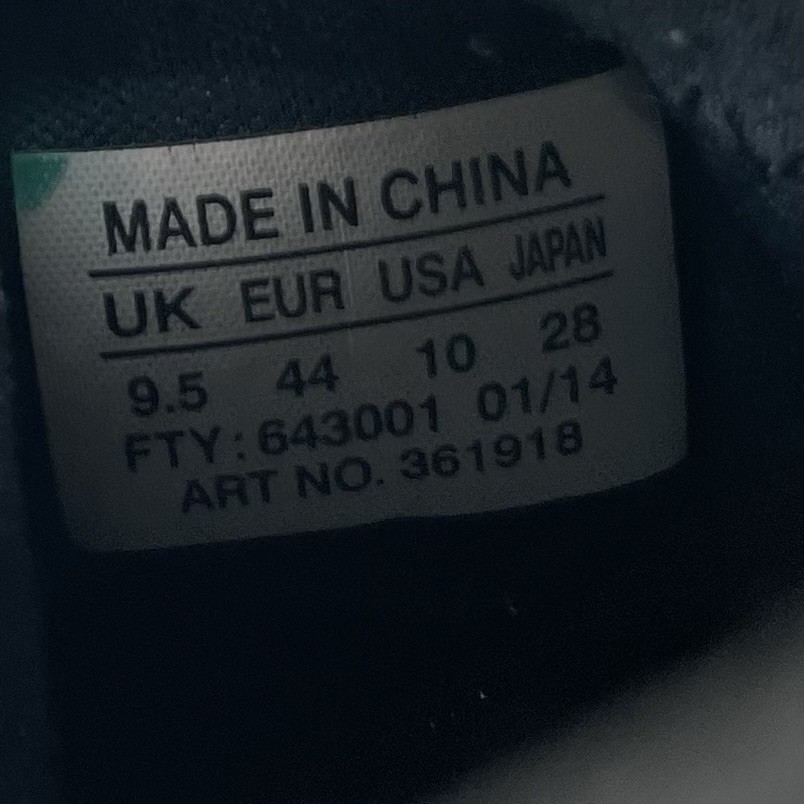 MADE IN CHINA
UK EUR USA JAPAN
9.5 44 10 28
FTY: 643001 01/14
ART NO. 361918